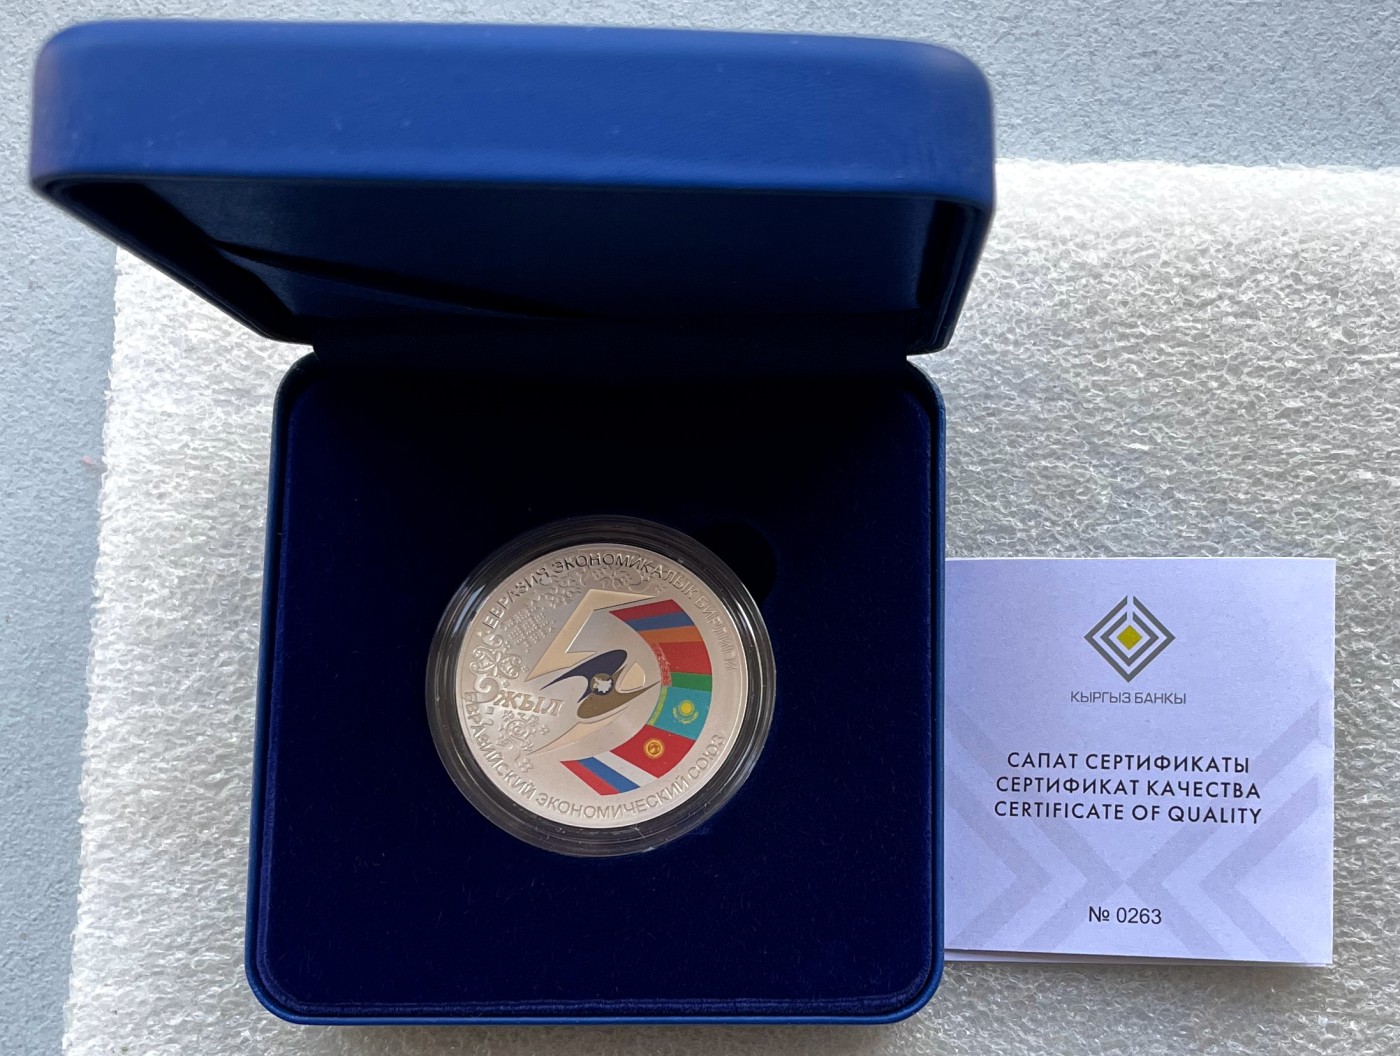 ЕВРАЗИЯ ЭКОНОМИКАЛЫК БИРЛИГИ
5
ЖЫЛ
ЕВРАЗИЙСКИЙ ЭКОНОМИЧЕСКИЙ СОЮЗ
КЫРГЫЗ БАНКЫ
САПАТ СЕРТИФИКАТЫ
СЕРТИФИКАТ КАЧЕСТВА
CERTIFICATE OF QUALITY
№ 0263